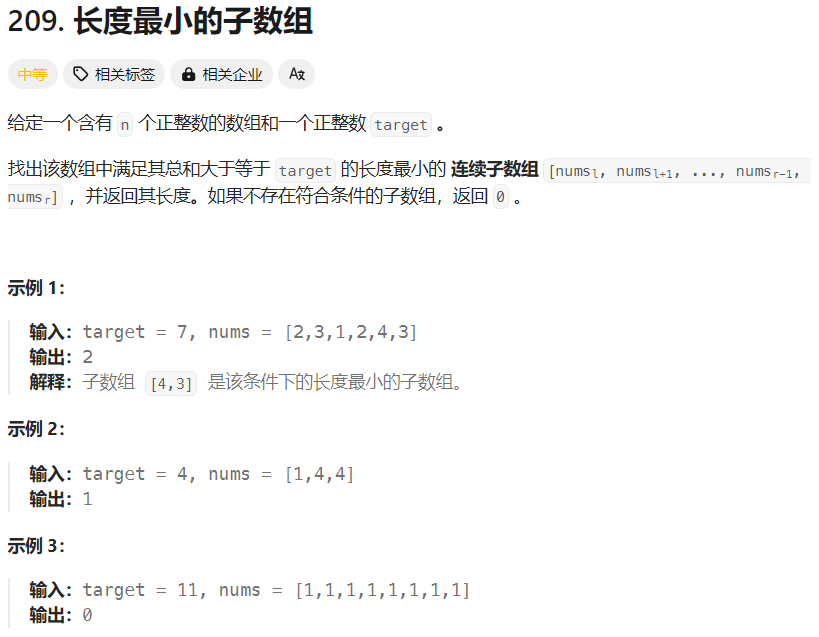 209. 长度最小的子数组
中等 相关标签 相关企业 Ax
给定一个含有 n 个正整数的数组和一个正整数 target 。
找出该数组中满足其总和大于等于 target 的长度最小的 连续子数组 [numsl, numsl+1, ..., numsr-1,
numsr] ，并返回其长度。如果不存在符合条件的子数组，返回 0 。
示例 1：
输入：target = 7, nums = [2,3,1,2,4,3]
输出：2
解释：子数组 [4,3] 是该条件下的长度最小的子数组。
示例 2：
输入：target = 4, nums = [1,4,4]
输出：1
示例 3：
输入：target = 11, nums = [1,1,1,1,1,1,1,1]
输出：0